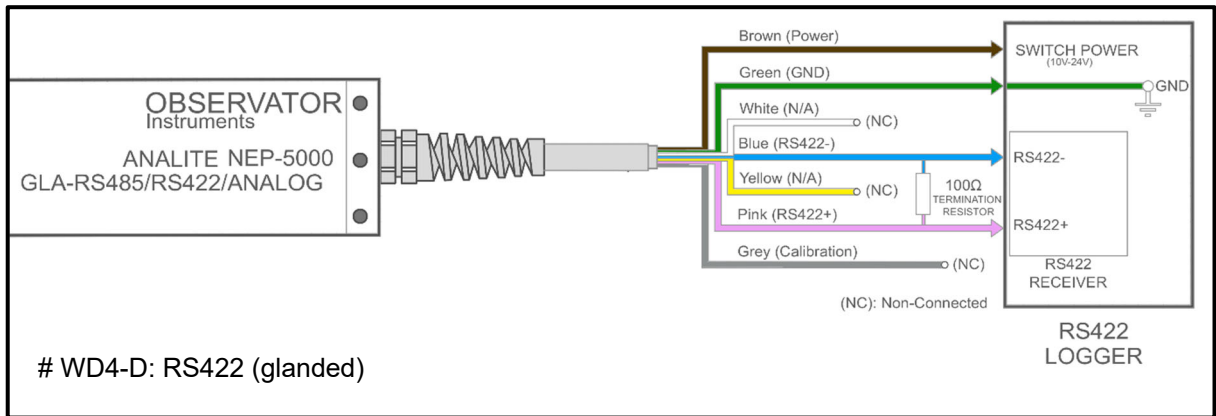 OBSERVATOR
Instruments
ANALITE NEP-5000
GLA-RS485/RS422/ANALOG
Brown (Power)
Green (GND)
White (N/A)
(NC)
Blue (RS422-)
Yellow (N/A)
(NC)
Pink (RS422+)
Grey (Calibration)
(NC)
100Ω
TERMINATION
RESISTOR
SWITCH POWER
(10V-24V)
GND
RS422-
RS422+
RS422
RECEIVER
(NC): Non-Connected
RS422
LOGGER
# WD4-D: RS422 (glanded)